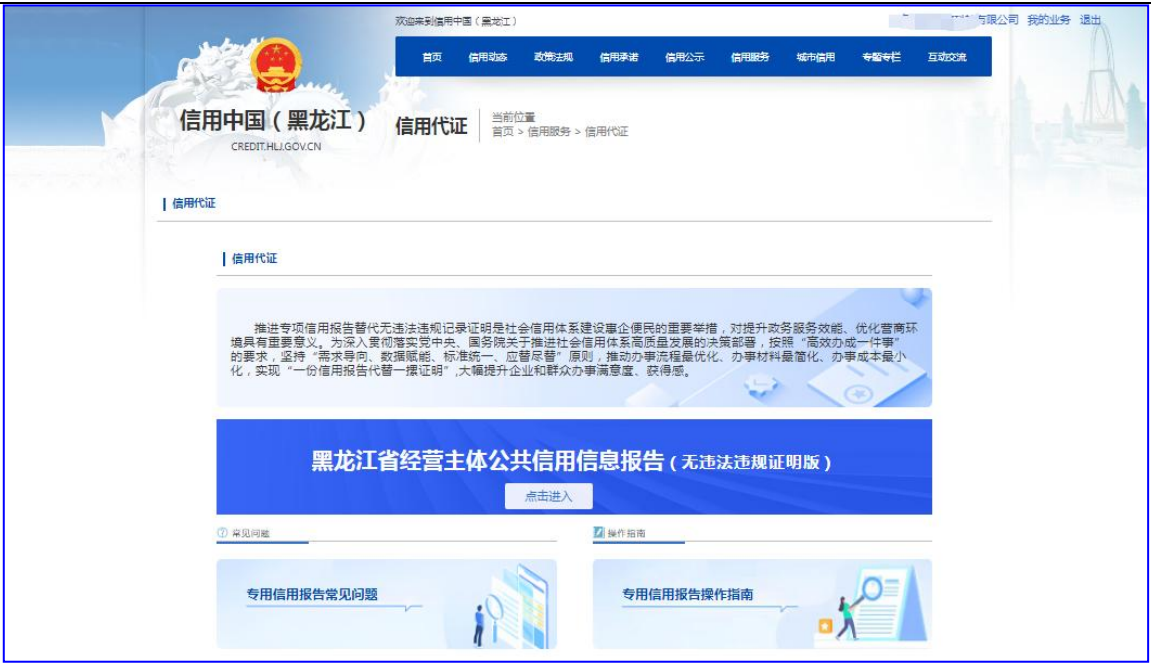 欢迎来到信用中国（黑龙江）
有限公司 我的业务 退出
首页 信用动态 政策法规 信用承诺 信用公示 信用服务 城市信用 专题专栏 互动交流
信用中国（黑龙江）
CREDIT.HLJ.GOV.CN
信用代证
当前位置
首页 > 信用服务 > 信用代证
信用代证
信用代证
推进专项信用报告替代无违法违规记录证明是社会信用体系建设惠企便民的重要举措，对提升政务服务效能、优化营商环
境具有重要意义。为深入贯彻落实党中央、国务院关于推进社会信用体系高质量发展的决策部署，按照“高效办成一件事”
的要求，坚持“需求导向、数据赋能、标准统一、应替尽替”原则，推动办事流程最优化、办事材料最简化、办事成本最小
化，实现“一份信用报告代替一摞证明”,大幅提升企业和群众办事满意度、获得感。
黑龙江省经营主体公共信用信息报告（无违法违规证明版）
点击进入
常见问题
操作指南
专用信用报告常见问题
专用信用报告操作指南